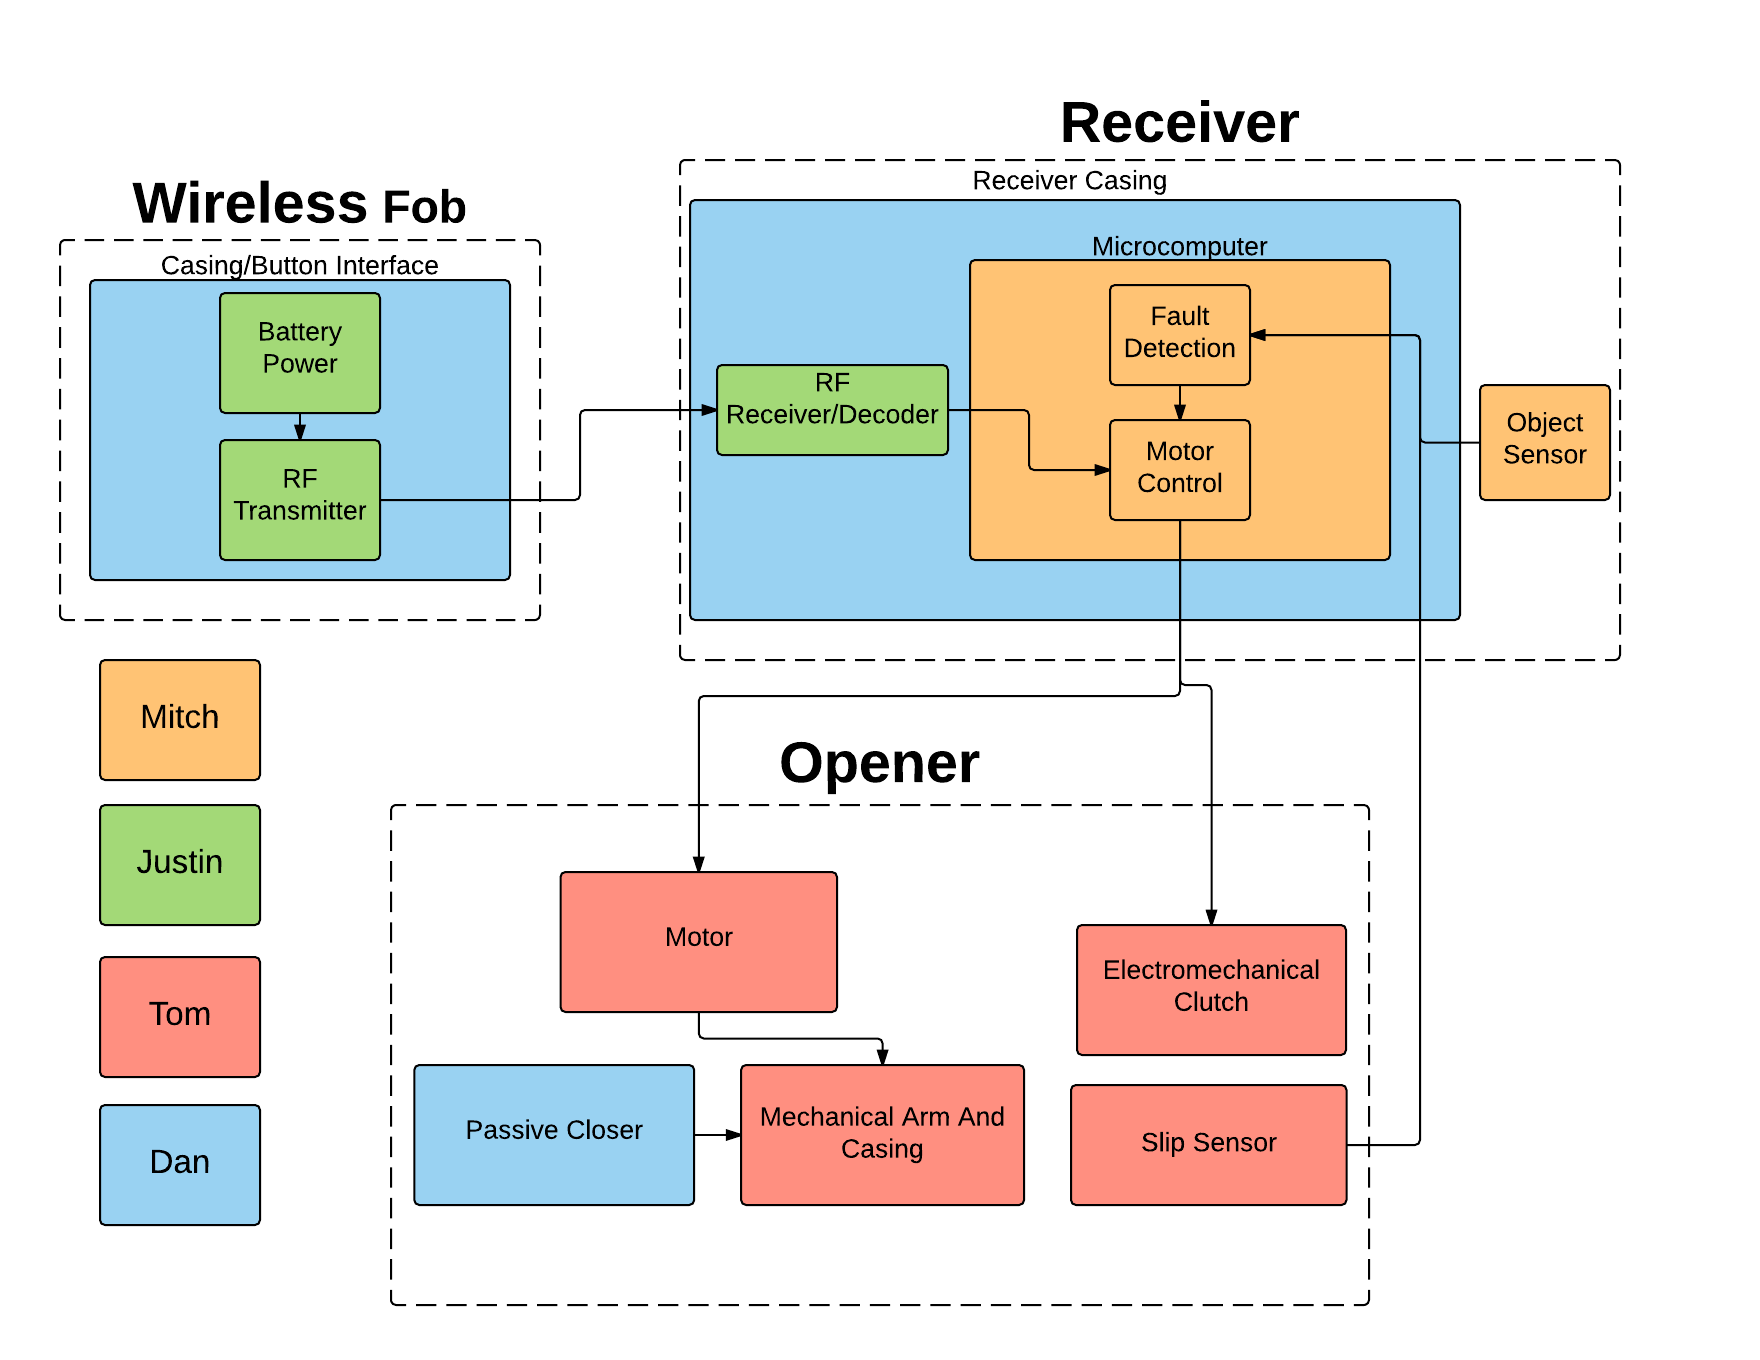 Receiver
Receiver Casing
Wireless Fob
Casing/Button Interface
Microcomputer
Battery
Power
Fault
Detection
RF
Receiver/Decoder
Object
Sensor
RF
Transmitter
Motor
Control
Mitch
Opener
Justin
Motor
Electromechanical
Clutch
Tom
Passive Closer
Mechanical Arm And
Casing
Slip Sensor
Dan